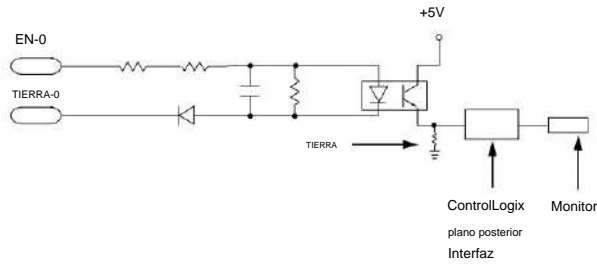 +5V
EN-0
TIERRA-0
TIERRA
ControlLogix
plano posterior
Interfaz
Monitor